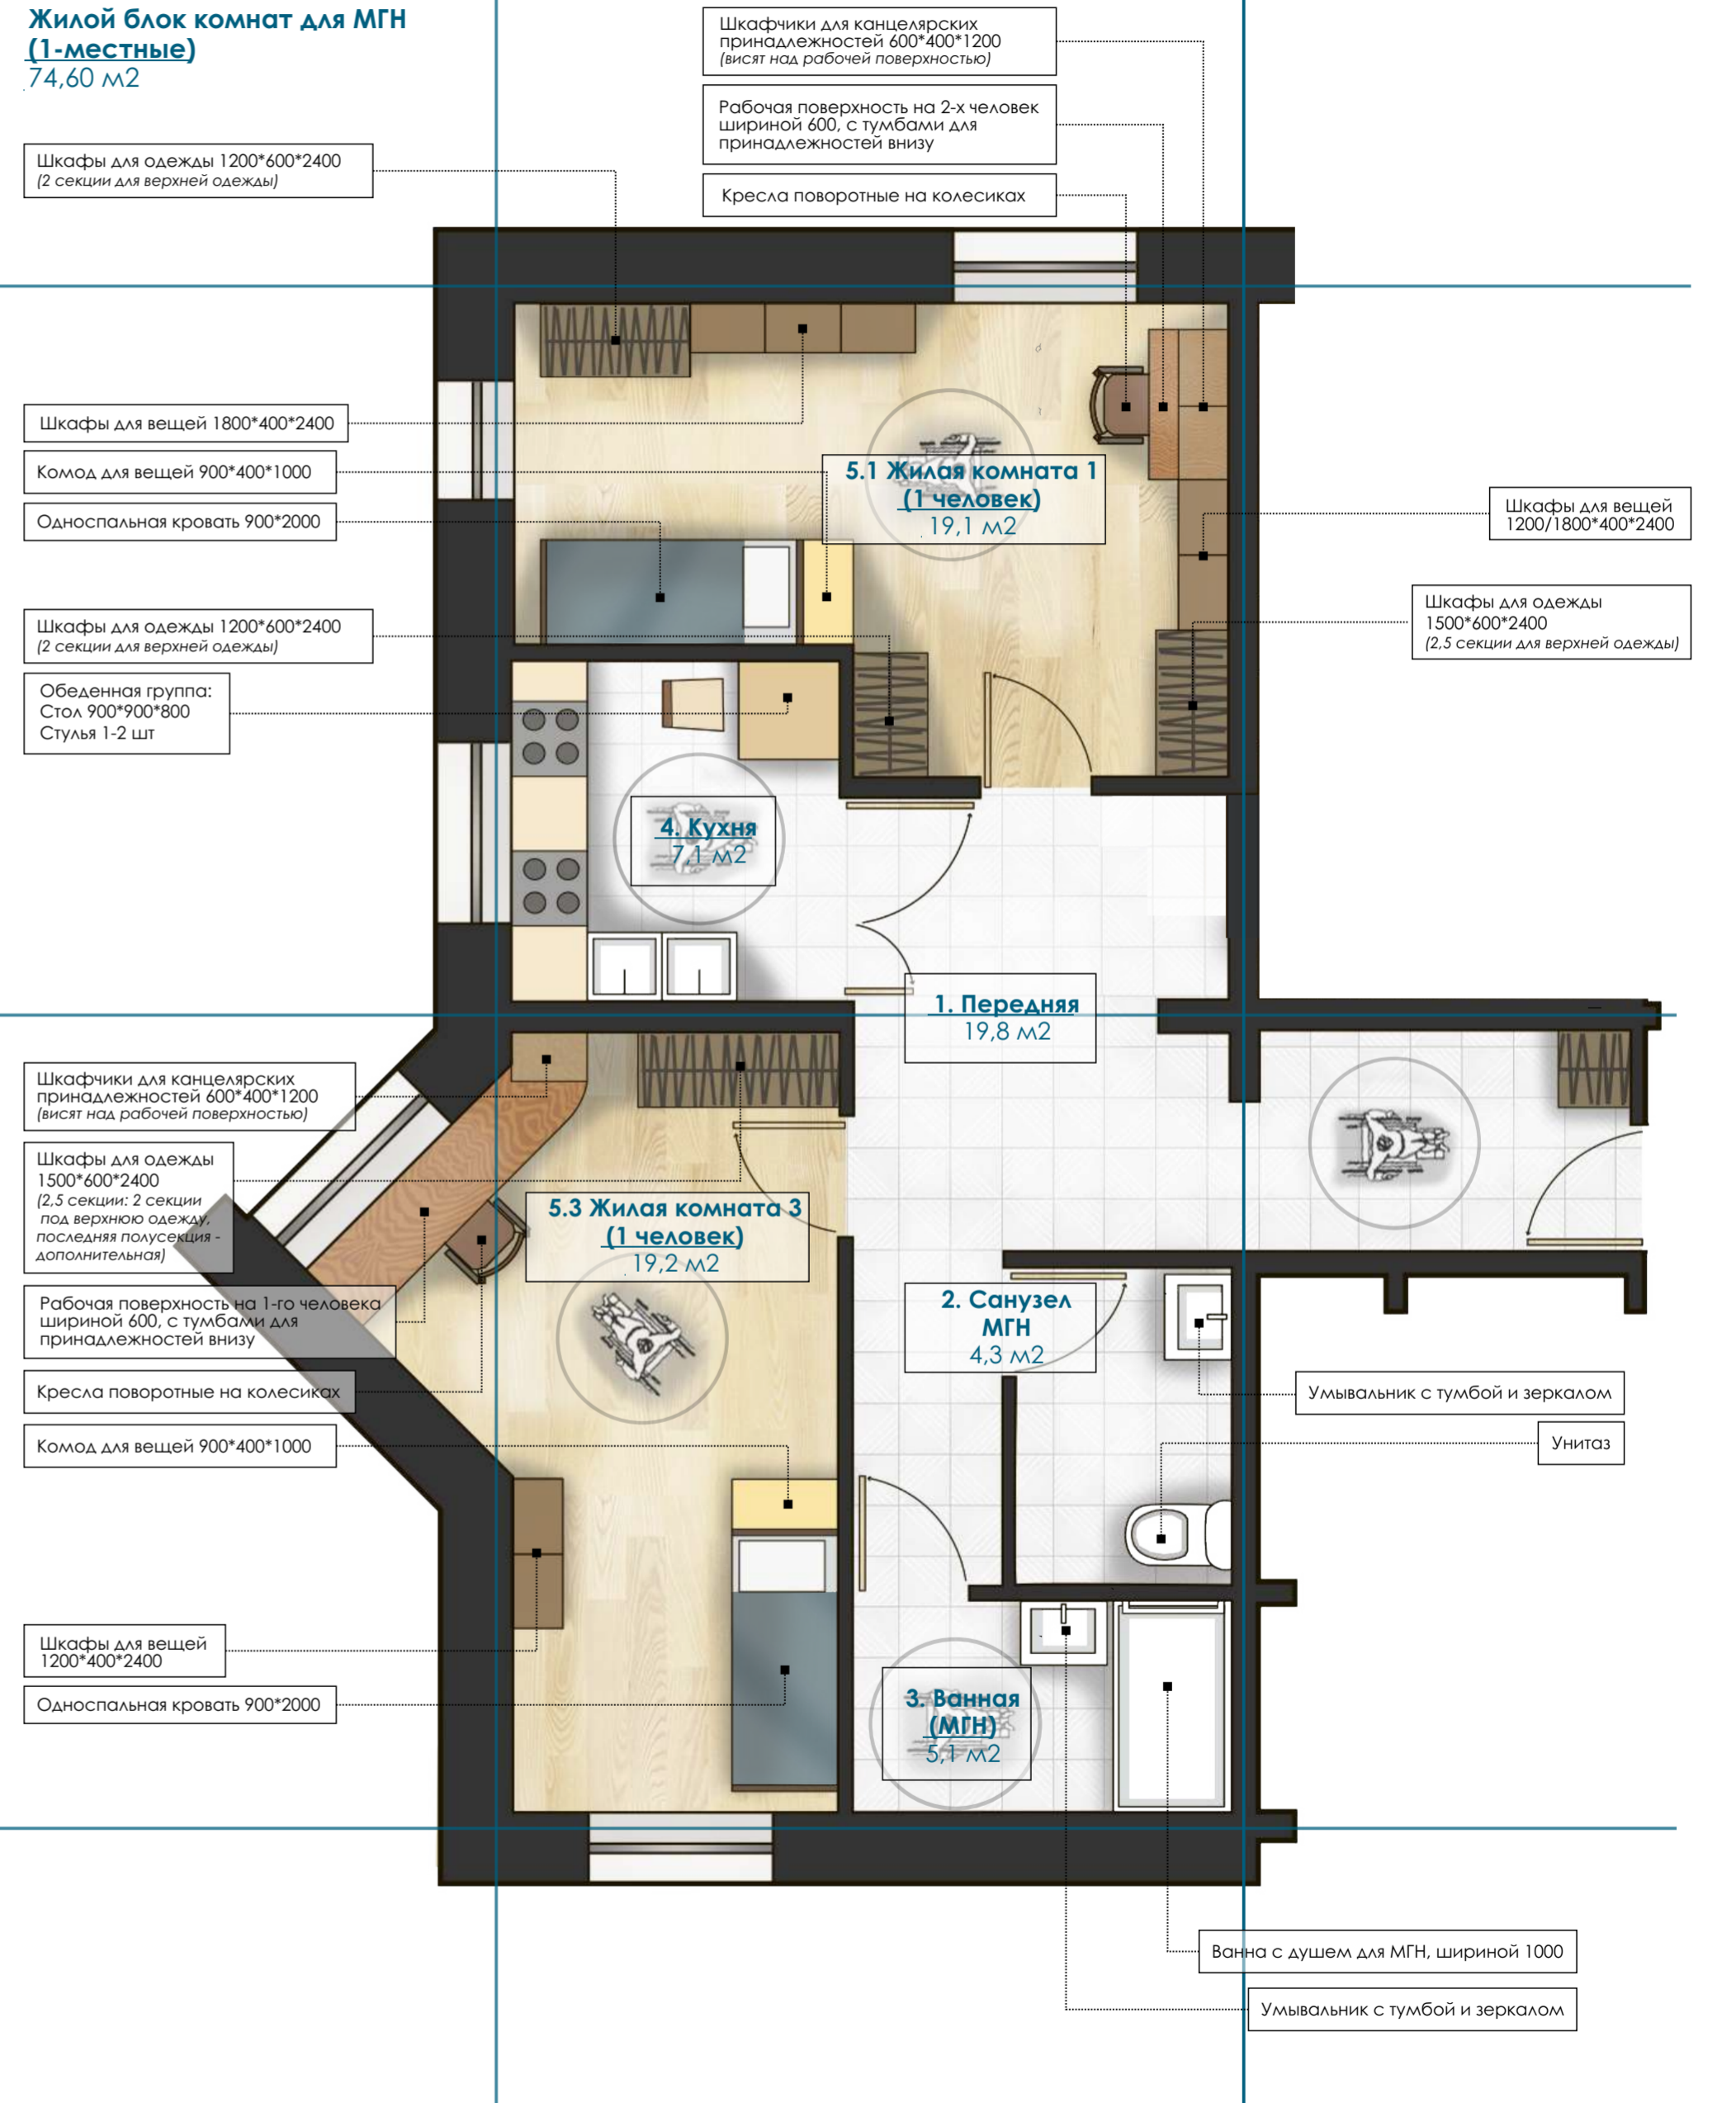 Жилой блок комнат для МГН
(1-местные)
74,60 м2
Шкафчики для канцелярских
принадлежностей 600*400*1200
(висят над рабочей поверхностью)
Рабочая поверхность на 2-х человек
шириной 600, с тумбами для
принадлежностей внизу
Кресла поворотные на колесиках
Шкафы для одежды 1200*600*2400
(2 секции для верхней одежды)
Шкафы для вещей 1800*400*2400
Комод для вещей 900*400*1000
Односпальная кровать 900*2000
5.1 Жилая комната 1
(1 человек)
19,1 м2
Шкафы для вещей
1200/1800*400*2400
Шкафы для одежды
1500*600*2400
(2,5 секции для верхней одежды)
Шкафы для одежды 1200*600*2400
(2 секции для верхней одежды)
Обеденная группа:
Стол 900*900*800
Стулья 1-2 шт
4. Кухня
7,1 м2
1. Передняя
19,8 м2
Шкафчики для канцелярских
принадлежностей 600*400*1200
(висят над рабочей поверхностью)
Шкафы для одежды
1500*600*2400
(2,5 секции: 2 секции
под верхнюю одежду,
последняя полусекция -
дополнительная)
5.3 Жилая комната 3
(1 человек)
19,2 м2
Рабочая поверхность на 1-го человека
шириной 600, с тумбами для
принадлежностей внизу
Кресла поворотные на колесиках
Комод для вещей 900*400*1000
2. Санузел
МГН
4,3 м2
Умывальник с тумбой и зеркалом
Унитаз
Шкафы для вещей
1200*400*2400
Односпальная кровать 900*2000
3. Ванная
(МГН)
5,1 м2
Ванна с душем для МГН, шириной 1000
Умывальник с тумбой и зеркалом